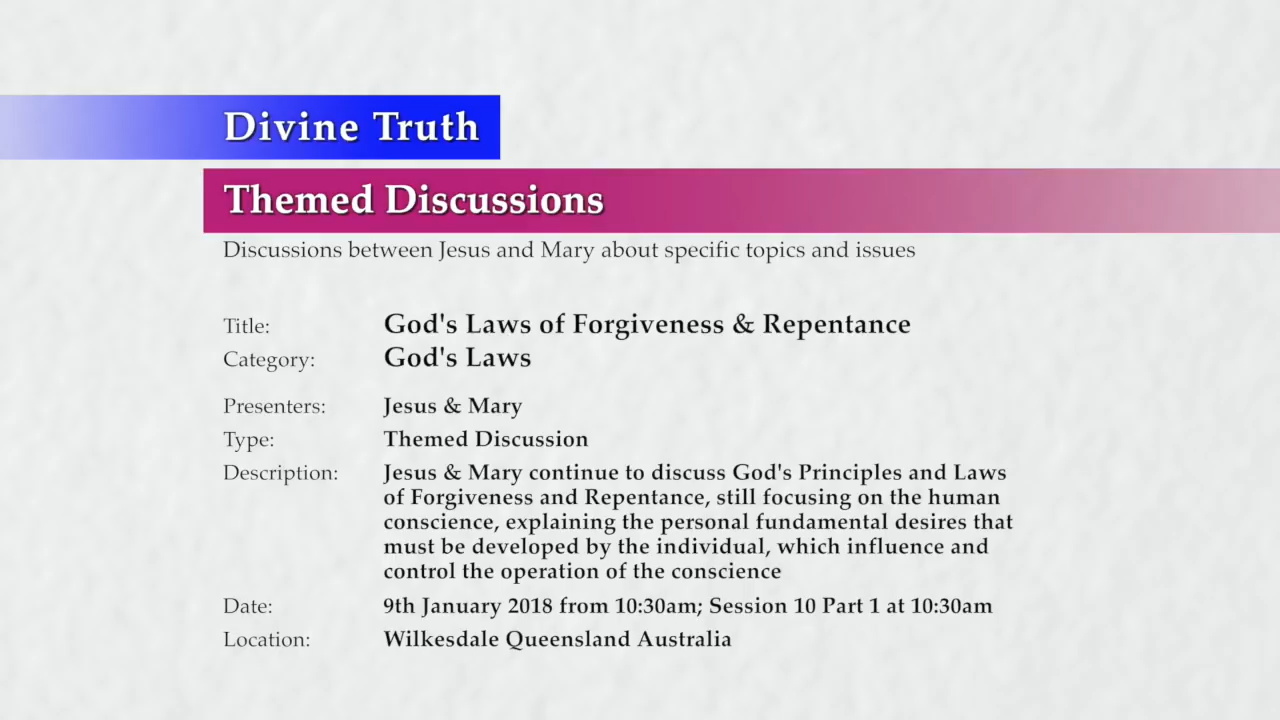 Divine Truth
Themed Discussions
Discussions between Jesus and Mary about specific topics and issues
Title: God's Laws of Forgiveness & Repentance
Category: God's Laws
Presenters: Jesus & Mary
Type: Themed Discussion
Description: Jesus & Mary continue to discuss God's Principles and Laws
of Forgiveness and Repentance, still focusing on the human
conscience, explaining the personal fundamental desires that
must be developed by the individual, which influence and
control the operation of the conscience
Date: 9th January 2018 from 10:30am; Session 10 Part 1 at 10:30am
Location: Wilkesdale Queensland Australia